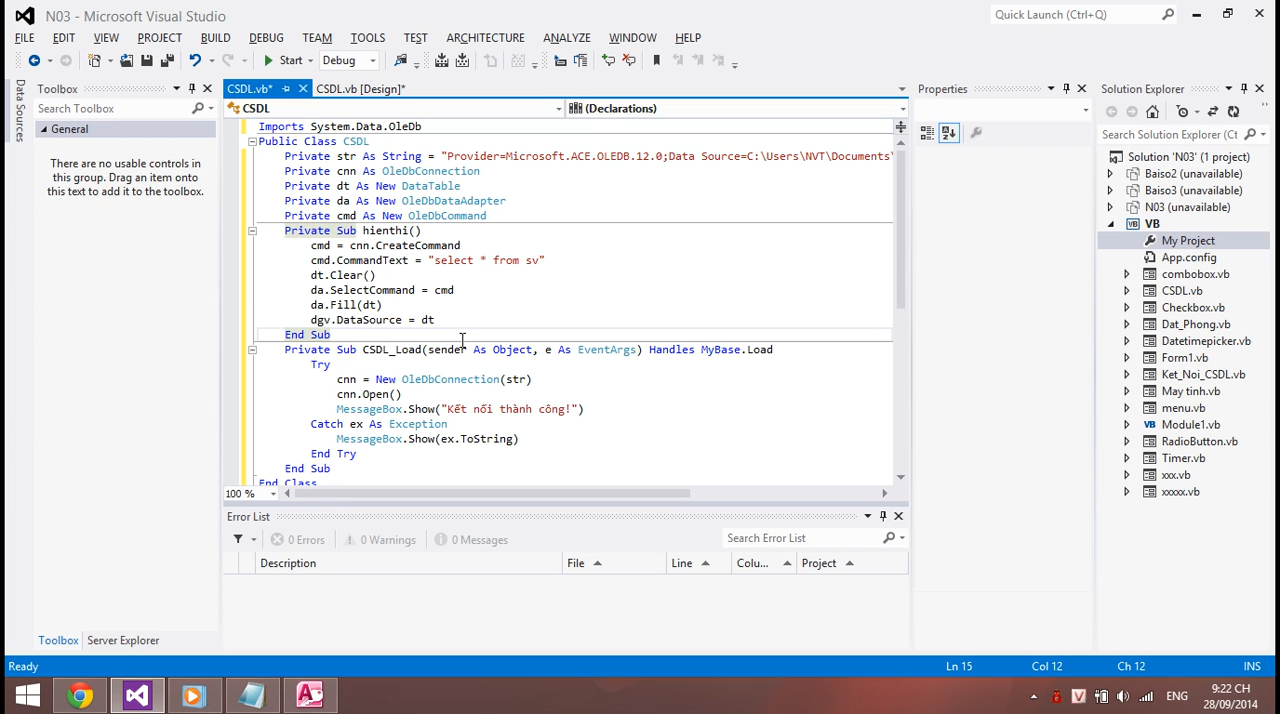 N03 - Microsoft Visual Studio
Quick Launch (Ctrl+Q)
FILE EDIT VIEW PROJECT BUILD DEBUG TEAM TOOLS TEST ARCHITECTURE ANALYZE WINDOW HELP
Start Debug
Data Sources
Toolbox
Search Toolbox
General
There are no usable controls in
this group. Drag an item onto
this text to add it to the toolbox.
Toolbox Server Explorer
CSDL.vb* CSDL.vb [Design]*
CSDL (Declarations)
Imports System.Data.OleDb
Public Class CSDL
Private str As String = "Provider=Microsoft.ACE.OLEDB.12.0;Data Source=C:\Users\NVT\Documents\
Private cnn As OleDbConnection
Private dt As New DataTable
Private da As New OleDbDataAdapter
Private cmd As New OleDbCommand
Private Sub hienthi()
cmd = cnn.CreateCommand
cmd.CommandText = "select * from sv"
dt.Clear()
da.SelectCommand = cmd
da.Fill(dt)
dgv.DataSource = dt
End Sub
Private Sub CSDL_Load(sender As Object, e As EventArgs) Handles MyBase.Load
Try
cnn = New OleDbConnection(str)
cnn.Open()
MessageBox.Show("Kết nối thành công!")
Catch ex As Exception
MessageBox.Show(ex.ToString)
End Try
End Sub
End Class
100 %
Error List
0 Errors 0 Warnings 0 Messages
Search Error List
Description File Line Colu... Project
Properties
Solution Explorer
Search Solution Explorer (Ct
Solution 'N03' (1 project)
Baiso2 (unavailable)
Baiso3 (unavailable)
N03 (unavailable)
VB VB
My Project
App.config
combobox.vb
CSDL.vb
Checkbox.vb
Dat_Phong.vb
Datetimepicker.vb
Form1.vb
Ket_Noi_CSDL.vb
May tinh.vb
menu.vb
VB Module1.vb
RadioButton.vb
Timer.vb
xxx.vb
xxxxx.vb
Ready Ln 15 Col 12 Ch 12 INS
V ENG
9:22 CH
28/09/2014